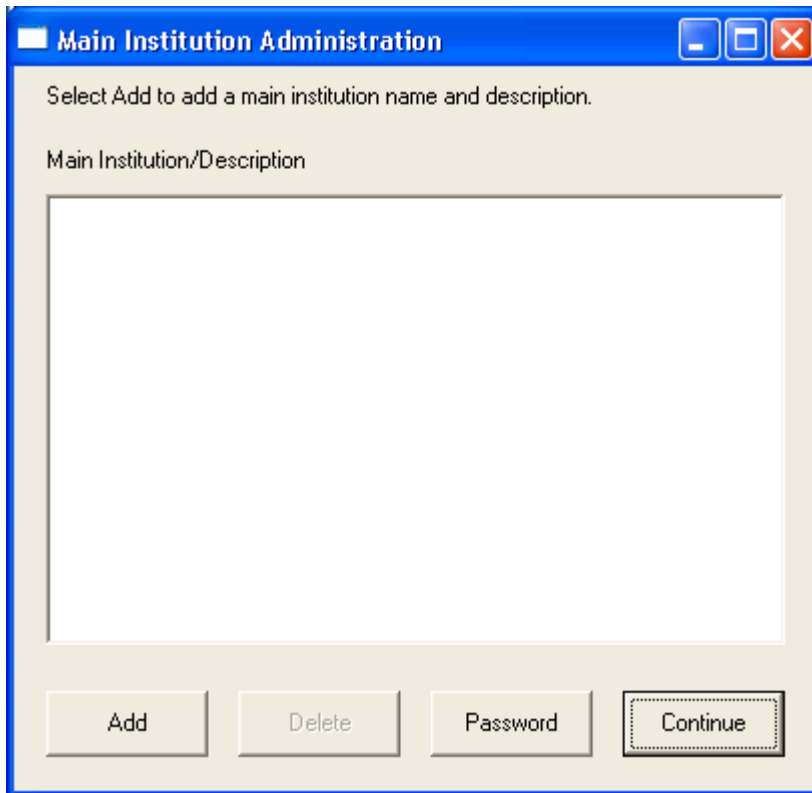 Main Institution Administration
Select Add to add a main institution name and description.
Main Institution/Description
Add Delete Password Continue